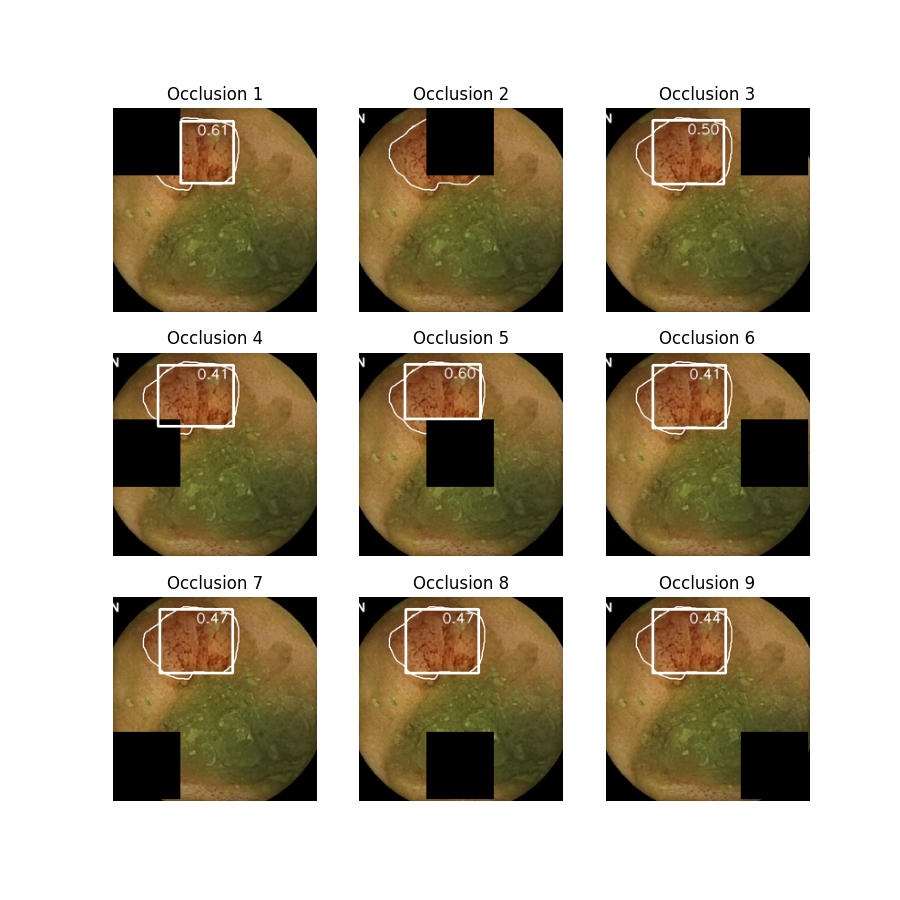 Occlusion 1
Occlusion 2
Occlusion 3
0.61
N
N
0.50
Occlusion 4
Occlusion 5
Occlusion 6
N
0.41
N
0.60
N
0.41
Occlusion 7
Occlusion 8
Occlusion 9
N
0.47
N
0.47
N
0.44